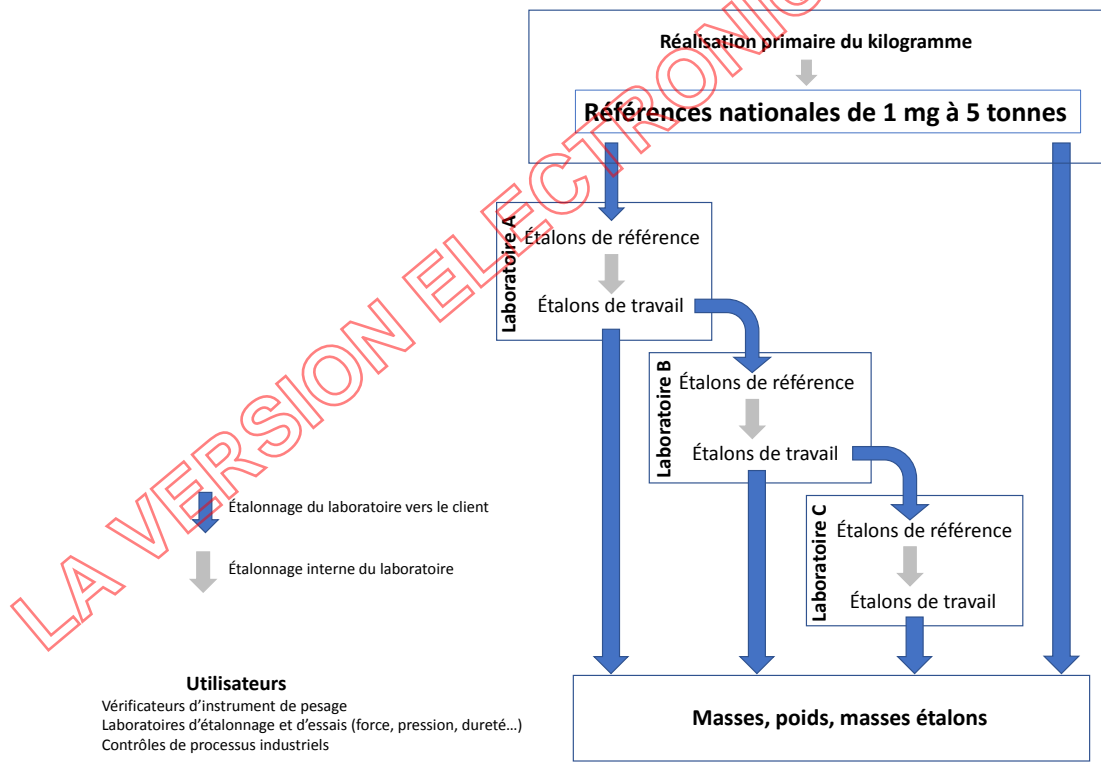 Réalisation primaire du kilogramme
Références nationales de 1 mg à 5 tonnes
Laboratoire A
Étalons de référence
Étalons de travail
Laboratoire B
Étalons de référence
Étalons de travail
Laboratoire C
Étalons de référence
Étalons de travail
Étalonnage du laboratoire vers le client
Étalonnage interne du laboratoire
Utilisateurs
Vérificateurs d’instrument de pesage
Laboratoires d’étalonnage et d’essais (force, pression, dureté…)
Contrôles de processus industriels
Masses, poids, masses étalons
LA VERSION ELECTRONIQ